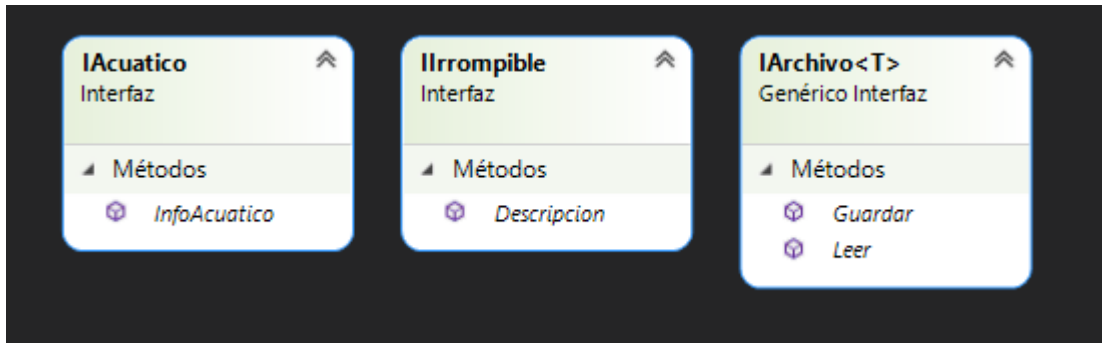 IAcuatico
Interfaz
Métodos
InfoAcuatico
IIrrompible
Interfaz
Métodos
Descripcion
IArchivo<T>
Genérico Interfaz
Métodos
Guardar
Leer